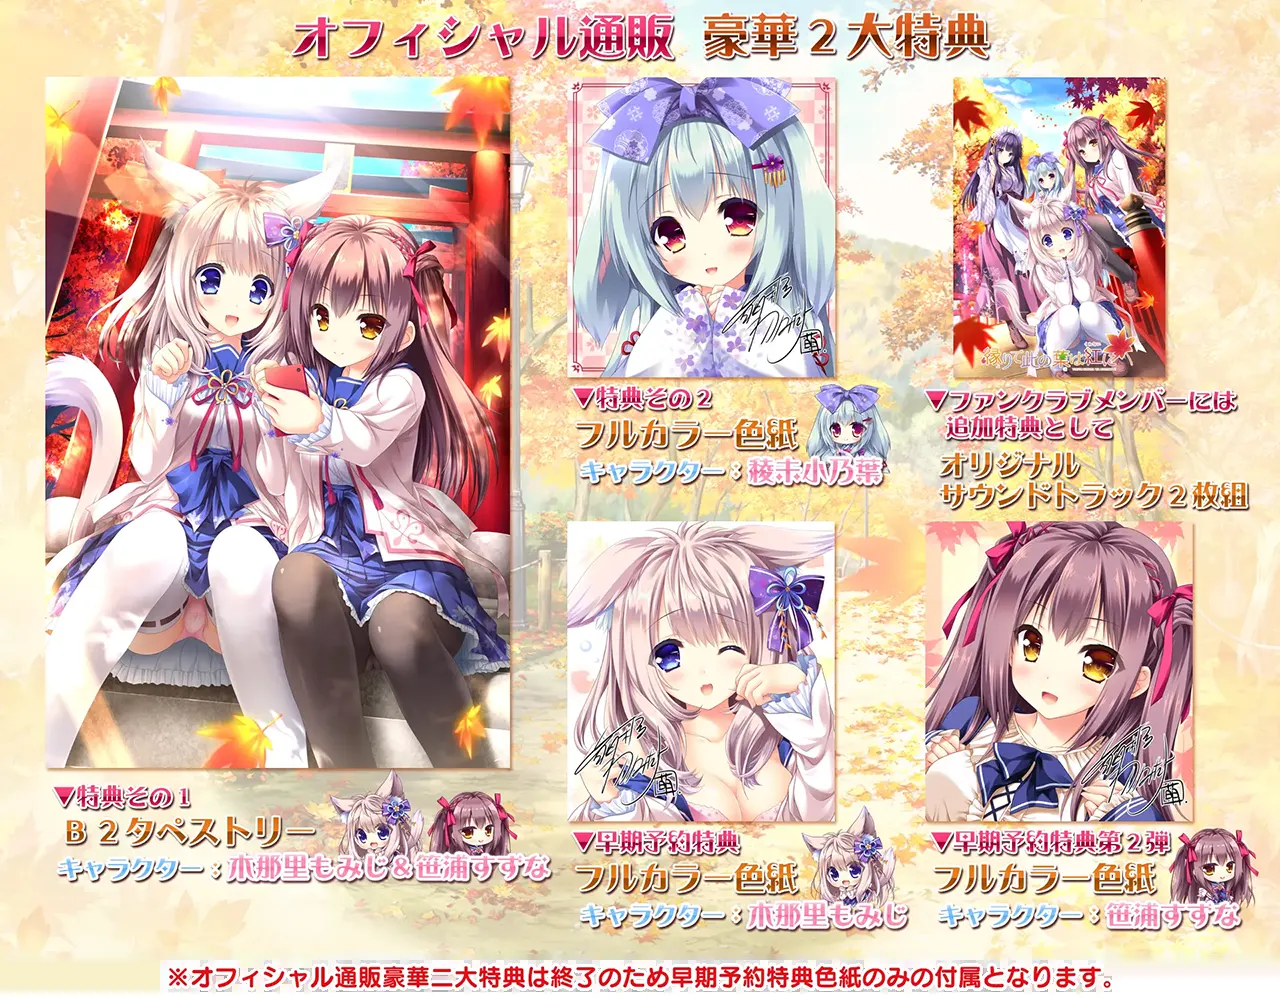 オフィシャル通販 豪華2大特典
▼特典その1
B2タペストリー
キャラクター：木那里もみじ＆笹浦すずな
▼特典その2
フルカラー色紙
キャラクター：稜末小乃葉
▼ファンクラブメンバーには
追加特典として
オリジナル
サウンドトラック2枚組
▼早期予約特典
フルカラー色紙
キャラクター：木那里もみじ
▼早期予約特典第2弾
フルカラー色紙
キャラクター：笹浦すずな
※オフィシャル通販豪華二大特典は終了のため早期予約特典色紙のみの付属となります。